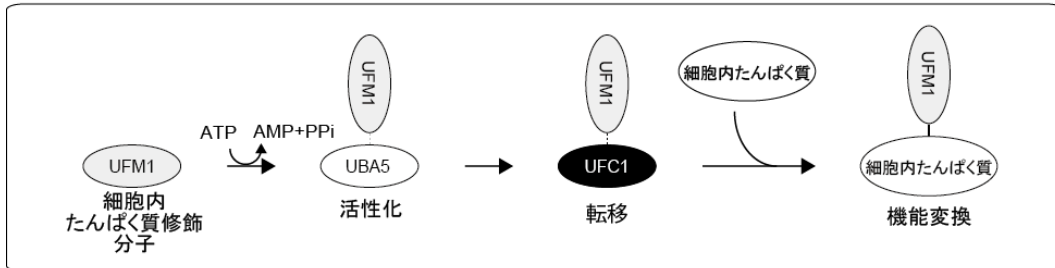 UFM1
細胞内
たんぱく質修飾
分子
ATP
AMP+PPi
UFM1
UBA5
活性化
UFM1
UFC1
転移
細胞内たんぱく質
UFM1
細胞内たんぱく質
機能変換